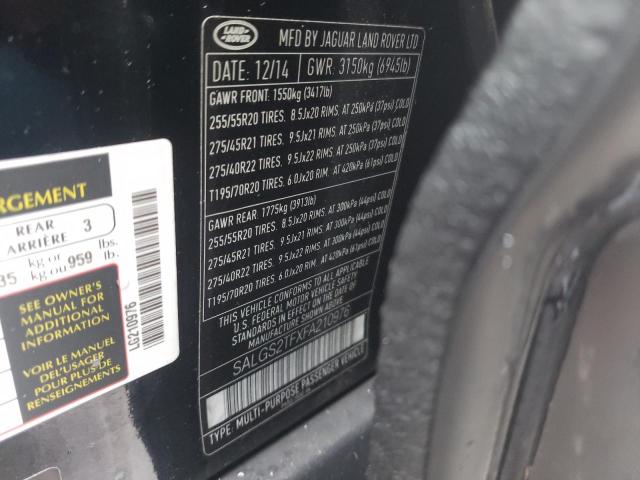 LAND-
ROVER
MFD BY JAGUAR LAND ROVER LTD
DATE: 12/14 GWR: 3150kg (6945lb)
GAWR FRONT: 1550kg (3417lb)
255/55R20 TIRES. 8.5Jx20 RIMS, AT 250kPa (37psi) COLD
275/45R21 TIRES. 9.5Jx21 RIMS, AT 250kPa (37psi) COLD
275/40R22 TIRES. 9.5Jx22 RIMS, AT 250kPa (37psi) COLD
T195/70R20 TIRES. 6.0Jx20 RIM, AT 420kPa (61psi) COLD
GAWR REAR: 1775kg (3913lb)
255/55R20 TIRES. 8.5Jx20 RIMS, AT 300kPa (44psi) COLD
275/45R21 TIRES. 9.5Jx21 RIMS, AT 300kPa (44psi) COLD
275/40R22 TIRES. 9.5Jx22 RIMS, AT 300kPa (44psi) COLD
T195/70R20 TIRES. 6.0Jx20 RIM, AT 420kPa (61psi) COLD
THIS VEHICLE CONFORMS TO ALL APPLICABLE
FEDERAL MOTOR VEHICLE SAFETY
STANDARDS IN EFFECT ON THE DATE OF
MANUFACTURE SHOWN ABOVE.
SALGS2TFXFA210976
TYPE: MULTI-PURPOSE PASSENGER VEHICLE
RGEMENT
REAR
ARRIÈRE 3
35 kg or kg ou 959 lbs. lb.
SEE OWNER'S
MANUAL FOR
ADDITIONAL
INFORMATION
VOIR LE MANUEL
DE L'USAGER
POUR PLUS DE
RENSEIGNEMENTS
LG210976